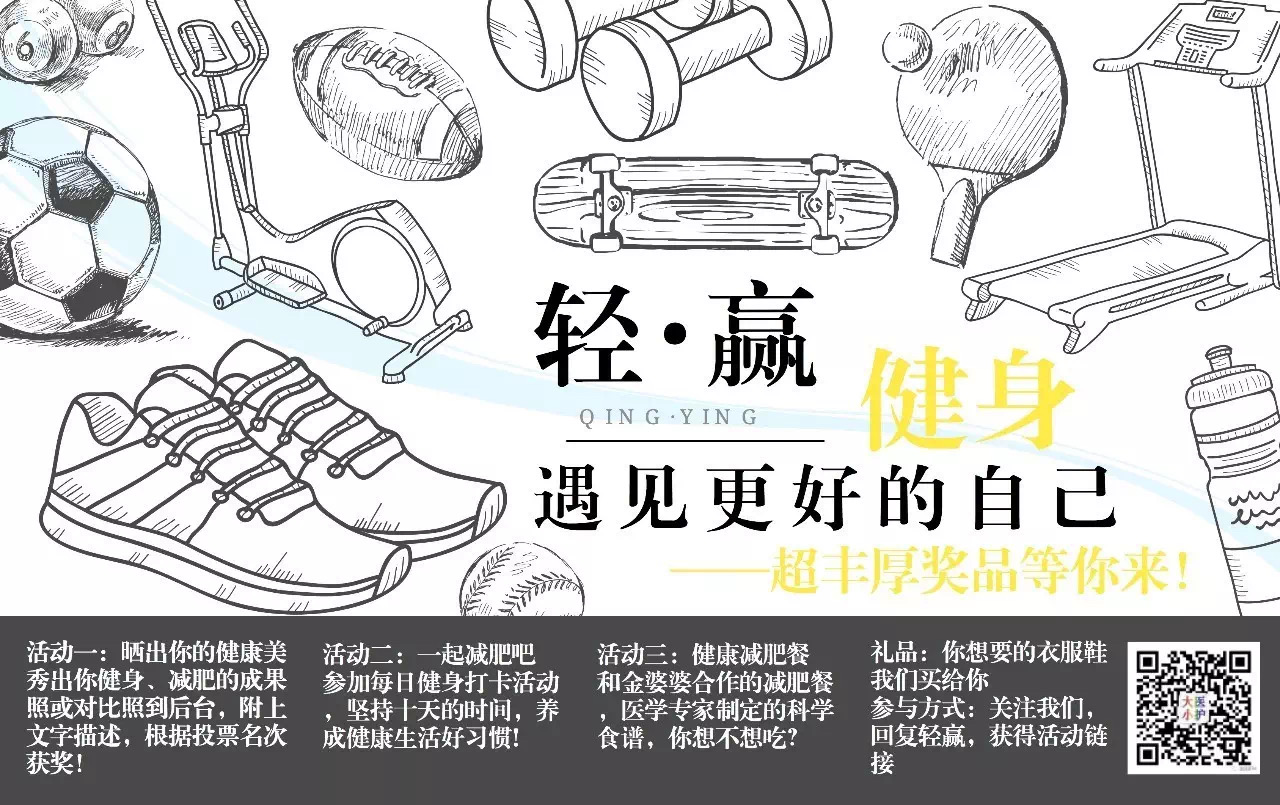 6
轻·赢
QING·YING
健身
遇见更好的自己
——超丰厚奖品等你来!
活动一：晒出你的健康美
秀出你健身、减肥的成果
照或对比照到后台，附上
文字描述，根据投票名次
获奖!
活动二：一起减肥吧
参加每日健身打卡活动
，坚持十天的时间，养
成健康生活好习惯!
活动三：健康减肥餐
和金婆婆合作的减肥餐
，医学专家制定的科学
食谱，你想不想吃?
礼品：你想要的衣服鞋
我们买给你
参与方式：关注我们，
回复轻赢，获得活动链
接
大医
小护